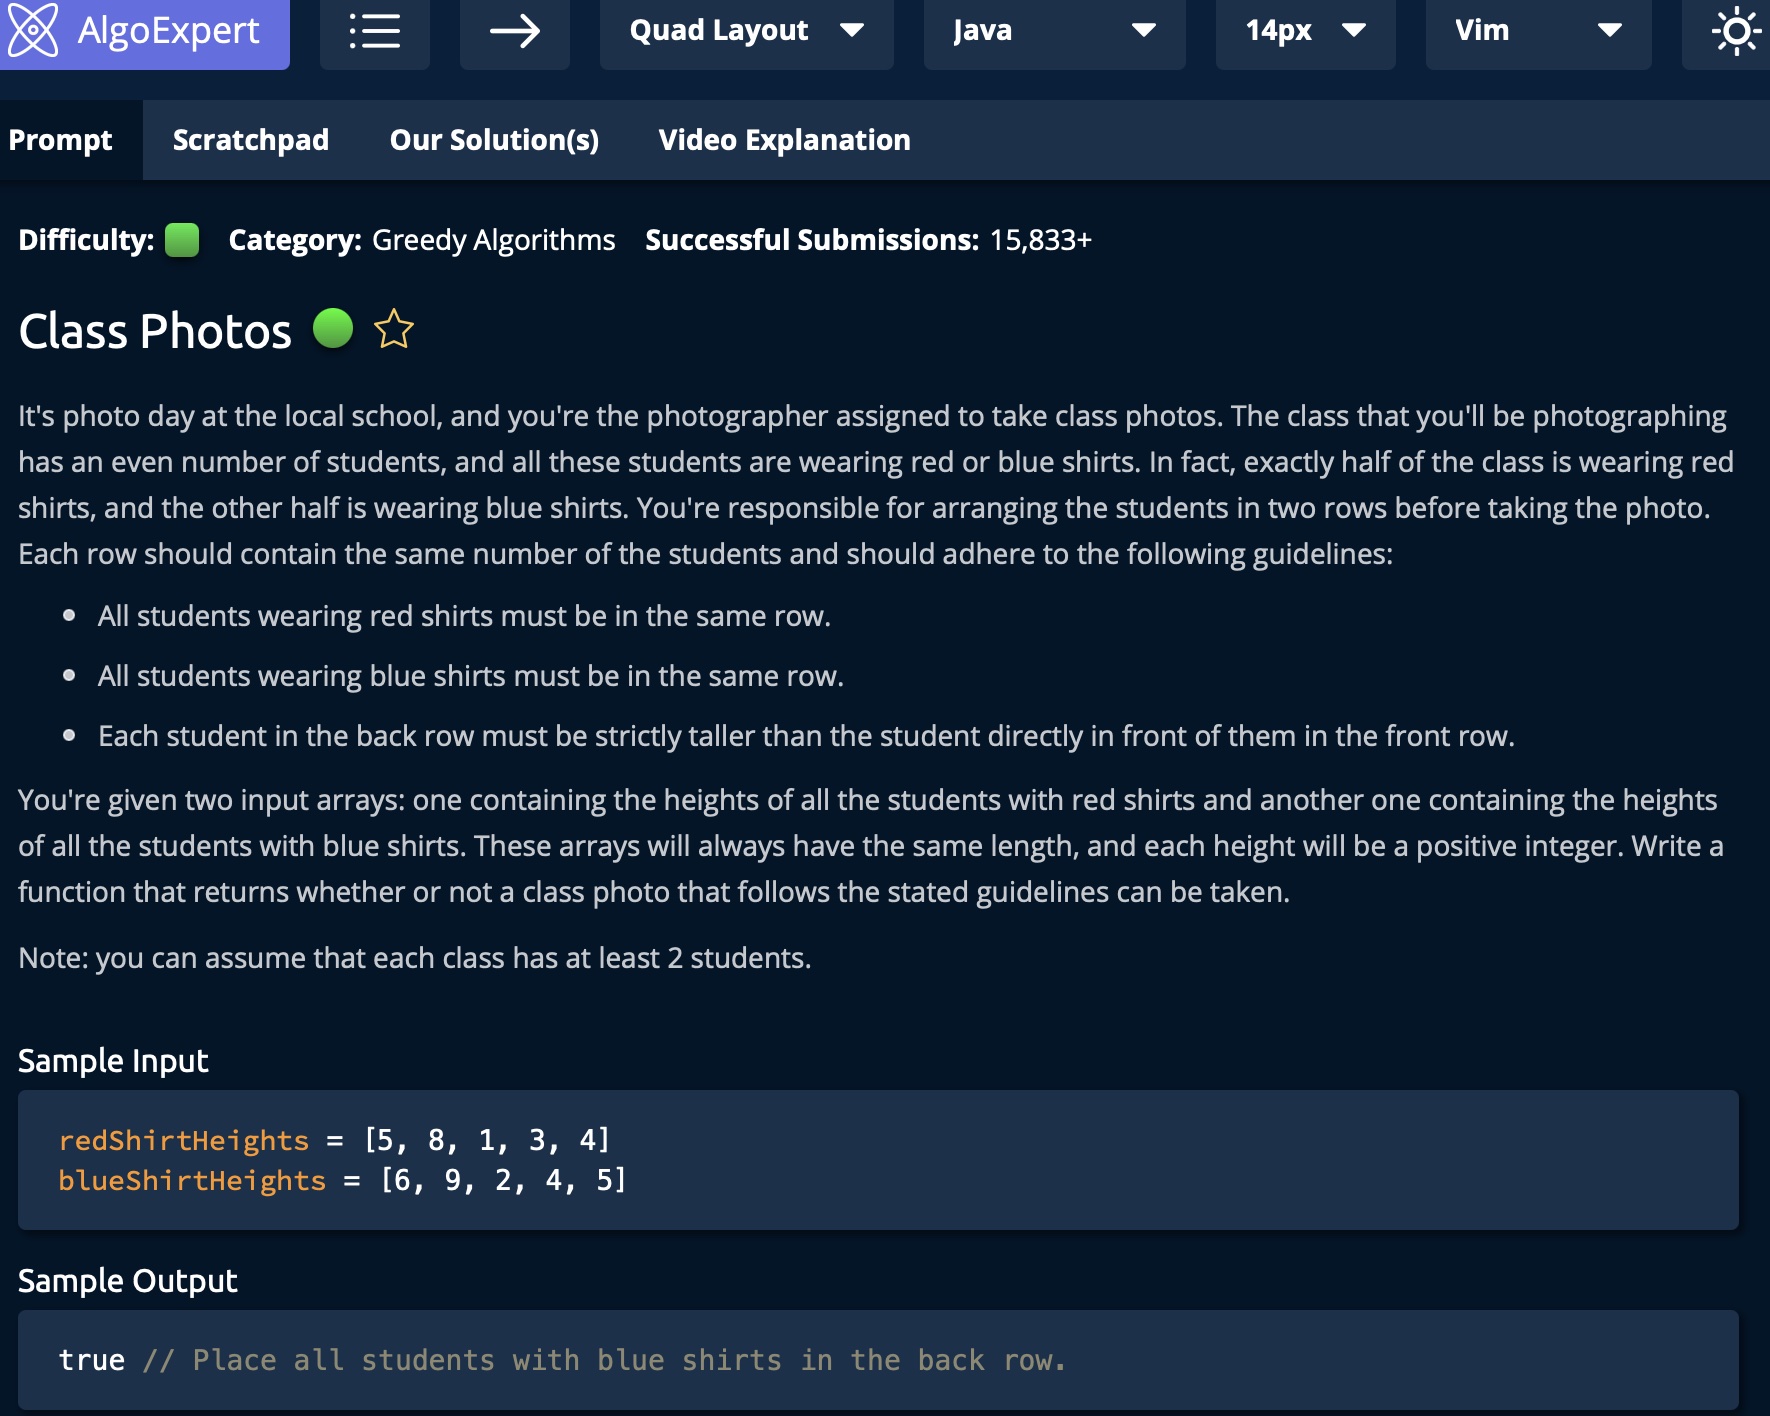 AlgoExpert Quad Layout Java 14px Vim
Prompt Scratchpad Our Solution(s) Video Explanation
Difficulty: Category: Greedy Algorithms Successful Submissions: 15,833+
Class Photos
It's photo day at the local school, and you're the photographer assigned to take class photos. The class that you'll be photographing
has an even number of students, and all these students are wearing red or blue shirts. In fact, exactly half of the class is wearing red
shirts, and the other half is wearing blue shirts. You're responsible for arranging the students in two rows before taking the photo.
Each row should contain the same number of the students and should adhere to the following guidelines:
• All students wearing red shirts must be in the same row.
• All students wearing blue shirts must be in the same row.
• Each student in the back row must be strictly taller than the student directly in front of them in the front row.
You're given two input arrays: one containing the heights of all the students with red shirts and another one containing the heights
of all the students with blue shirts. These arrays will always have the same length, and each height will be a positive integer. Write a
function that returns whether or not a class photo that follows the stated guidelines can be taken.
Note: you can assume that each class has at least 2 students.
Sample Input
redShirtHeights = [5, 8, 1, 3, 4]
blueShirtHeights = [6, 9, 2, 4, 5]
Sample Output
true // Place all students with blue shirts in the back row.